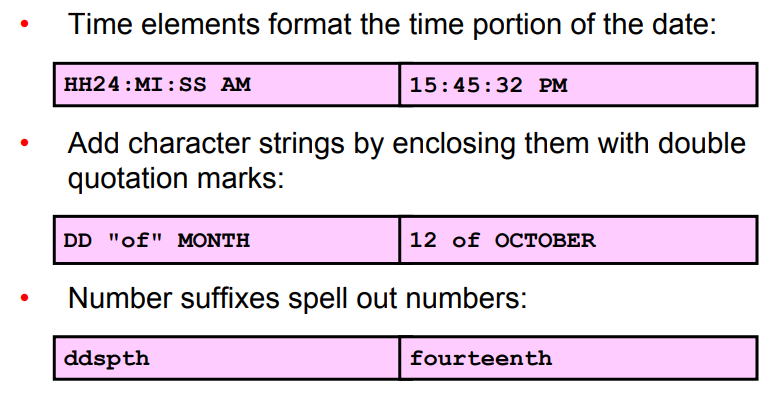 • Time elements format the time portion of the date:
HH24:MI:SS AM 15:45:32 PM
• Add character strings by enclosing them with double
quotation marks:
DD "of" MONTH 12 of OCTOBER
• Number suffixes spell out numbers:
ddspth fourteenth